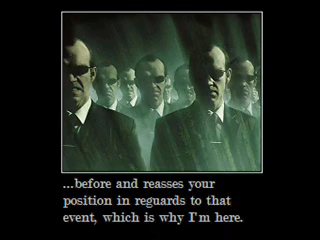 ...before and reasses your
position in reguards to that
event, which is why I'm here.